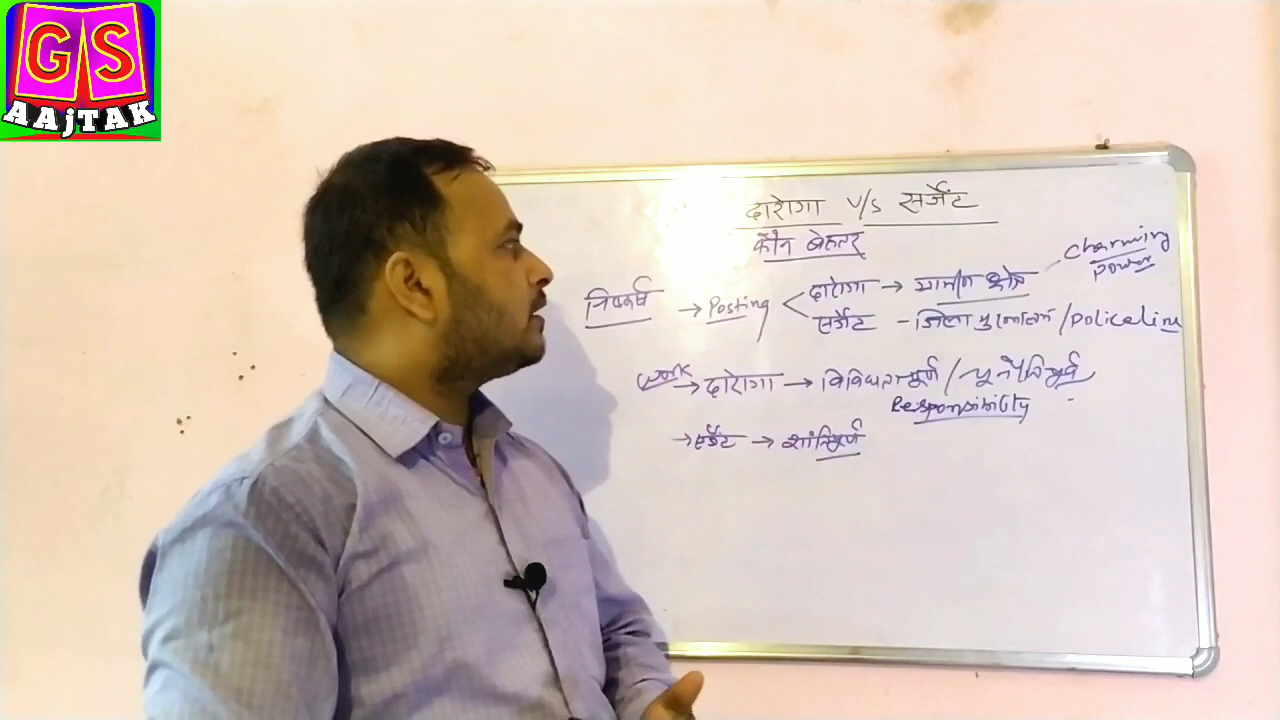 GS
AAjTAK
दारोगा V/s सर्जेंट
कौन बेहतर
निष्कर्ष → Posting
दारोगा → ग्रामीण क्षेत्र
Charming power
सर्जेंट - जिला मुख्यालय / Policeline
work → दारोगा → विविधतापूर्ण / चुनौतीपूर्ण
Responsibility
→ सर्जेंट → शांतिपूर्ण